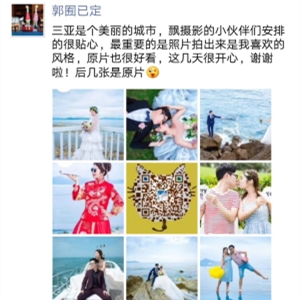 郭囿已定
三亚是个美丽的城市，飘摄影的小伙伴们安排
的很贴心，最重要的是照片拍出来是我喜欢的
风格，原片也很好看，这几天很开心，谢谢
啦！后几张是原片😯